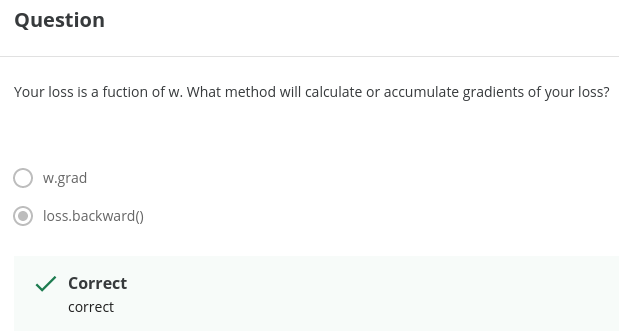 Question
Your loss is a fuction of w. What method will calculate or accumulate gradients of your loss?
w.grad
loss.backward()
Correct
correct